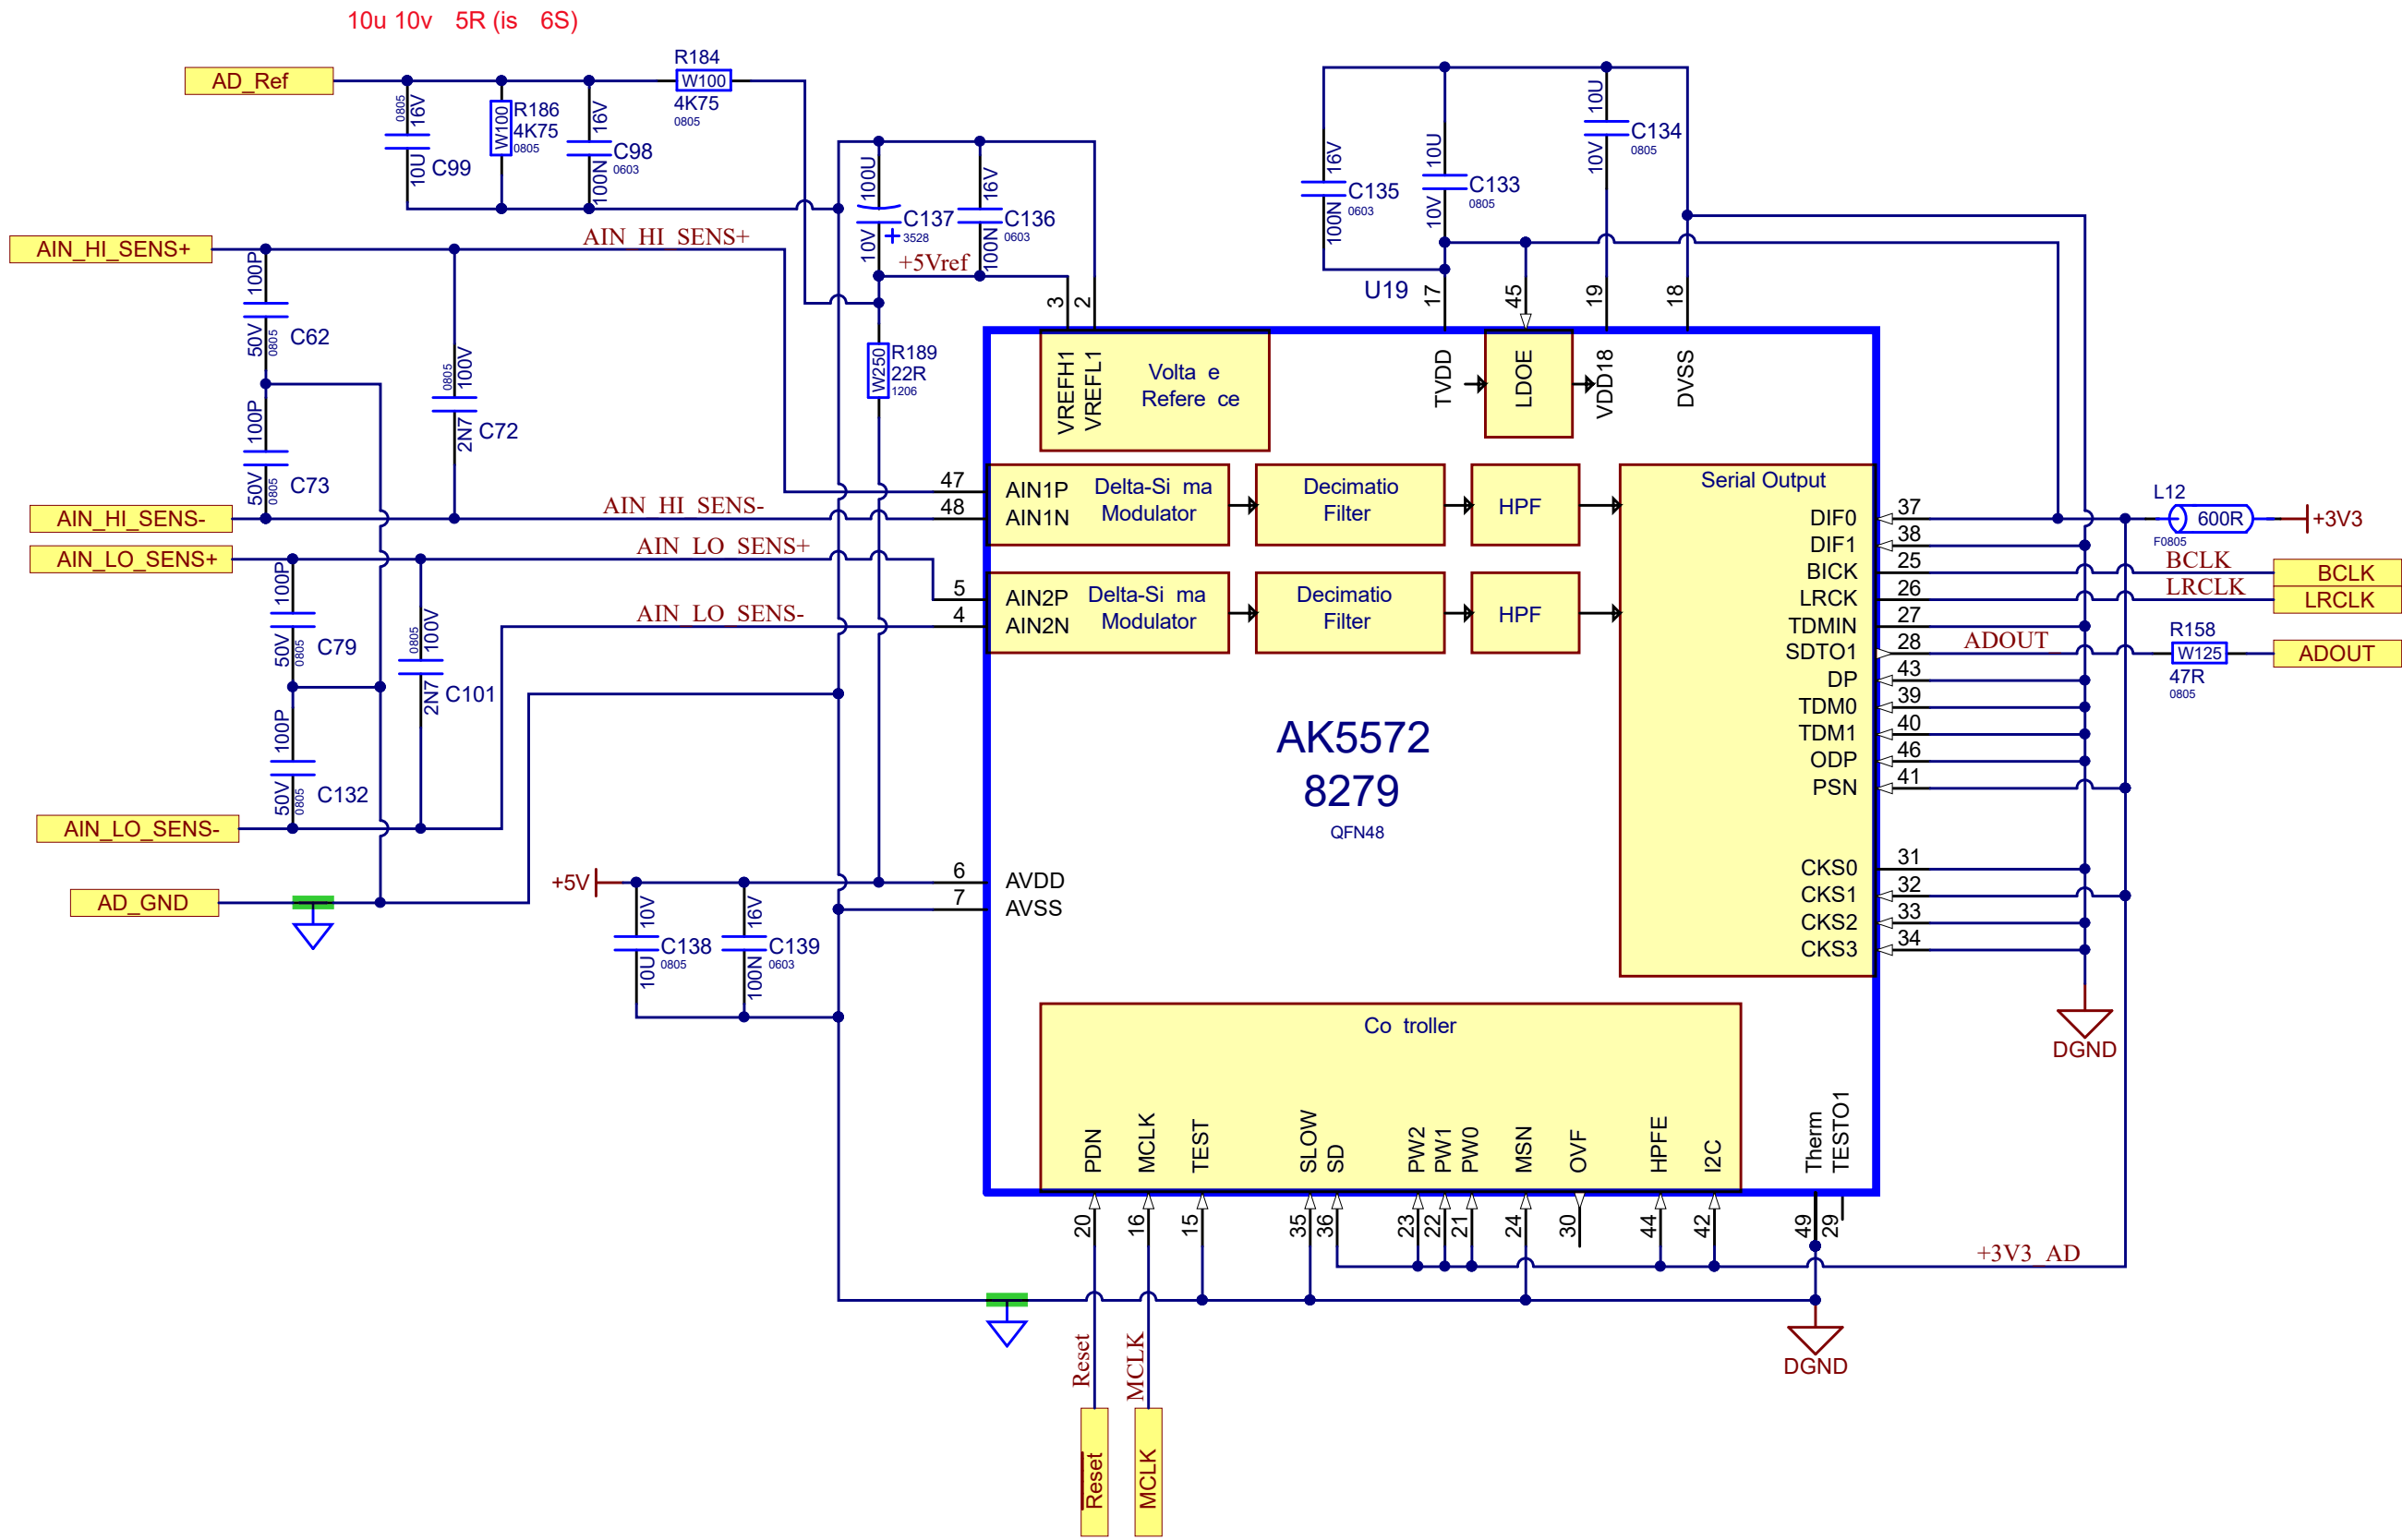 10u 10v 5R (is 6S)
AD_Ref
0805
16V
10U
C99
W100
R186
4K75
0805
16V
100N
C98
0603
R184
W100
4K75
0805
100U
10V
C137
+
3528
16V
100N
C136
0603
+5Vref
16V
100N
C135
0603
10U
10V
C133
0805
10U
10V
C134
0805
AIN_HI_SENS+
AIN HI SENS+
100P
50V
0805
C62
100P
50V
0805
C73
0805
100V
2N7
C72
AIN_HI_SENS-
AIN HI SENS-
AIN_LO_SENS+
AIN LO SENS+
AIN LO SENS-
100P
50V
0805
C79
100P
50V
0805
C132
0805
100V
2N7
C101
AIN_LO_SENS-
AD_GND
W250
R189
22R
1206
+5V
10V
10U
C138
0805
16V
100N
C139
0603
U19
3
2
17
45
19
18
VREFH1
VREFL1
Volta e
Refere ce
TVDD
LDOE
VDD18
DVSS
47
AIN1P
48
AIN1N
Delta-Si ma
Modulator
Decimatio
Filter
HPF
5
AIN2P
4
AIN2N
Delta-Si ma
Modulator
Decimatio
Filter
HPF
Serial Output
AK5572
8279
QFN48
6
AVDD
7
AVSS
DIF0 37
DIF1 38
BICK 25
LRCK 26
TDMIN 27
SDTO1 28
DP 43
TDM0 39
TDM1 40
ODP 46
PSN 41
CKS0 31
CKS1 32
CKS2 33
CKS3 34
L12
600R
F0805
+3V3
BCLK
BCLK
LRCLK
LRCLK
ADOUT
R158
W125
47R
0805
ADOUT
DGND
Co troller
PDN
MCLK
TEST
SLOW
SD
PW2
PW1
PW0
MSN
OVF
HPFE
I2C
Therm
TESTO1
20
16
15
35
36
23
22
21
24
30
44
42
49
29
+3V3 AD
DGND
Reset
MCLK
Reset
MCLK